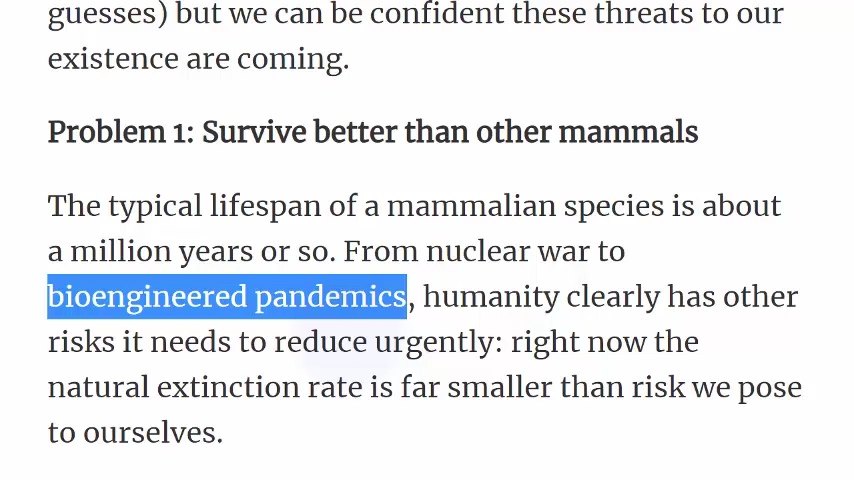 guesses) but we can be confident these threats to our
existence are coming.
Problem 1: Survive better than other mammals
The typical lifespan of a mammalian species is about
a million years or so. From nuclear war to
bioengineered pandemics, humanity clearly has other
risks it needs to reduce urgently: right now the
natural extinction rate is far smaller than risk we pose
to ourselves.